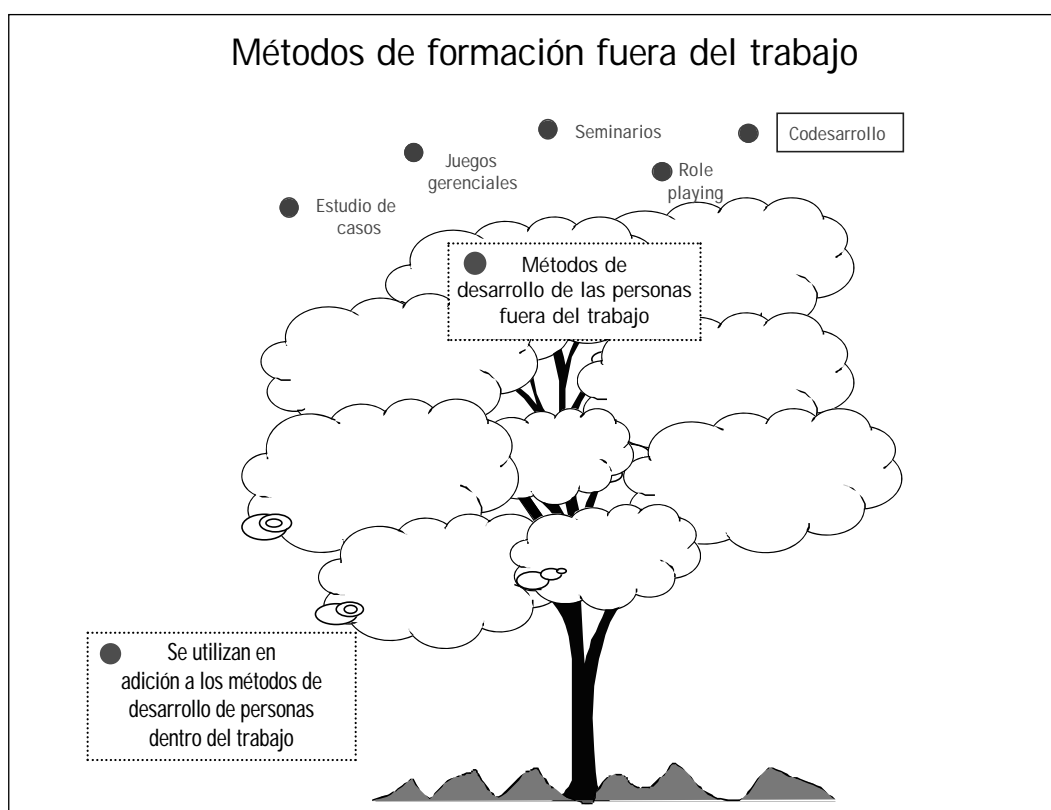 Métodos de formación fuera del trabajo
Seminarios
Codesarrollo
Juegos
gerenciales
Role
playing
Estudio de
casos
Métodos de
desarrollo de las personas
fuera del trabajo
Se utilizan en
adición a los métodos de
desarrollo de personas
dentro del trabajo